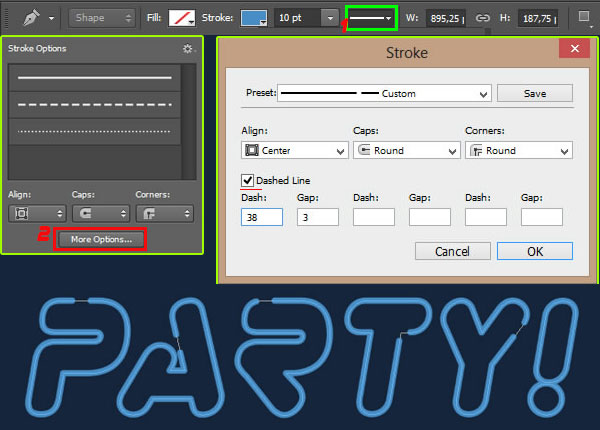 Shape Fill: Stroke: 10 pt 1 W: 895,25 p H: 187,75 p
Stroke Options
Align: Caps: Corners:
2 More Options...
Stroke
Preset: Custom Save
Align: Caps: Corners:
Center Round Round
Dashed Line
Dash: Gap: Dash: Gap: Dash: Gap:
38 3
Cancel OK
PARTY!